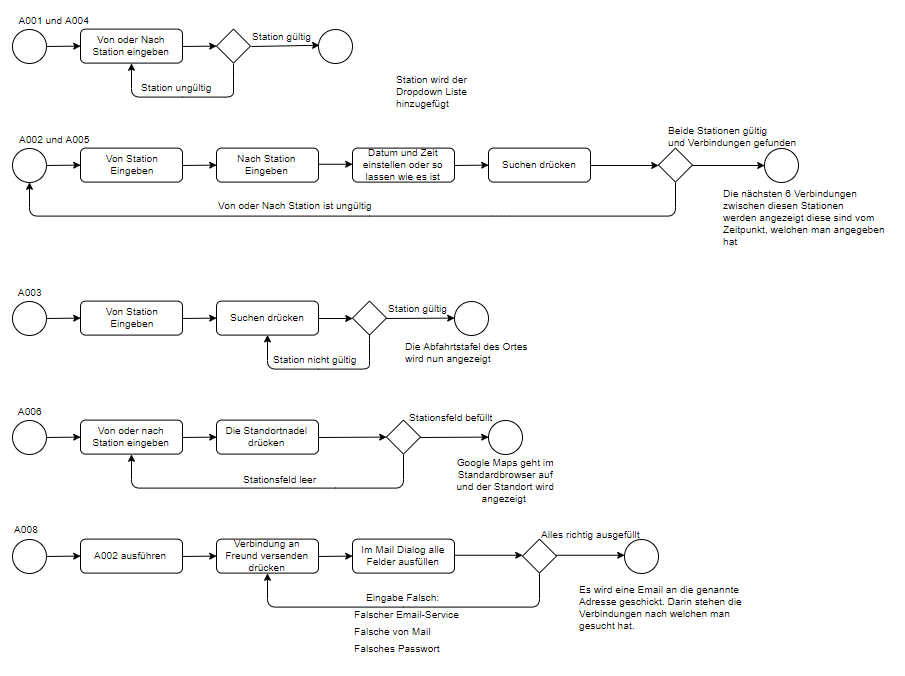 A001 und A004
Von oder Nach
Station eingeben
Station gültig
Station ungültig
Station wird der
Dropdown Liste
hinzugefügt
A002 und A005
Von Station
Eingeben
Nach Station
Eingeben
Datum und Zeit
einstellen oder so
lassen wie es ist
Suchen drücken
Beide Stationen gültig
und Verbindungen gefunden
Von oder Nach Station ist ungültig
Die nächsten 6 Verbindungen
zwischen diesen Stationen
werden angezeigt diese sind vom
Zeitpunkt, welchen man angegeben
hat
A003
Von Station
Eingeben
Suchen drücken
Station gültig
Station nicht gültig
Die Abfahrtstafel des Ortes
wird nun angezeigt
A006
Von oder nach
Station eingeben
Die Standortnadel
drücken
Stationsfeld befüllt
Stationsfeld leer
Google Maps geht im
Standardbrowser auf
und der Standort wird
angezeigt
A008
A002 ausführen
Verbindung an
Freund versenden
drücken
Im Mail Dialog alle
Felder ausfüllen
Alles richtig ausgefüllt
Eingabe Falsch:
Falscher Email-Service
Falsche von Mail
Falsches Passwort
Es wird eine Email an die genannte
Adresse geschickt. Darin stehen die
Verbindungen nach welchen man
gesucht hat.